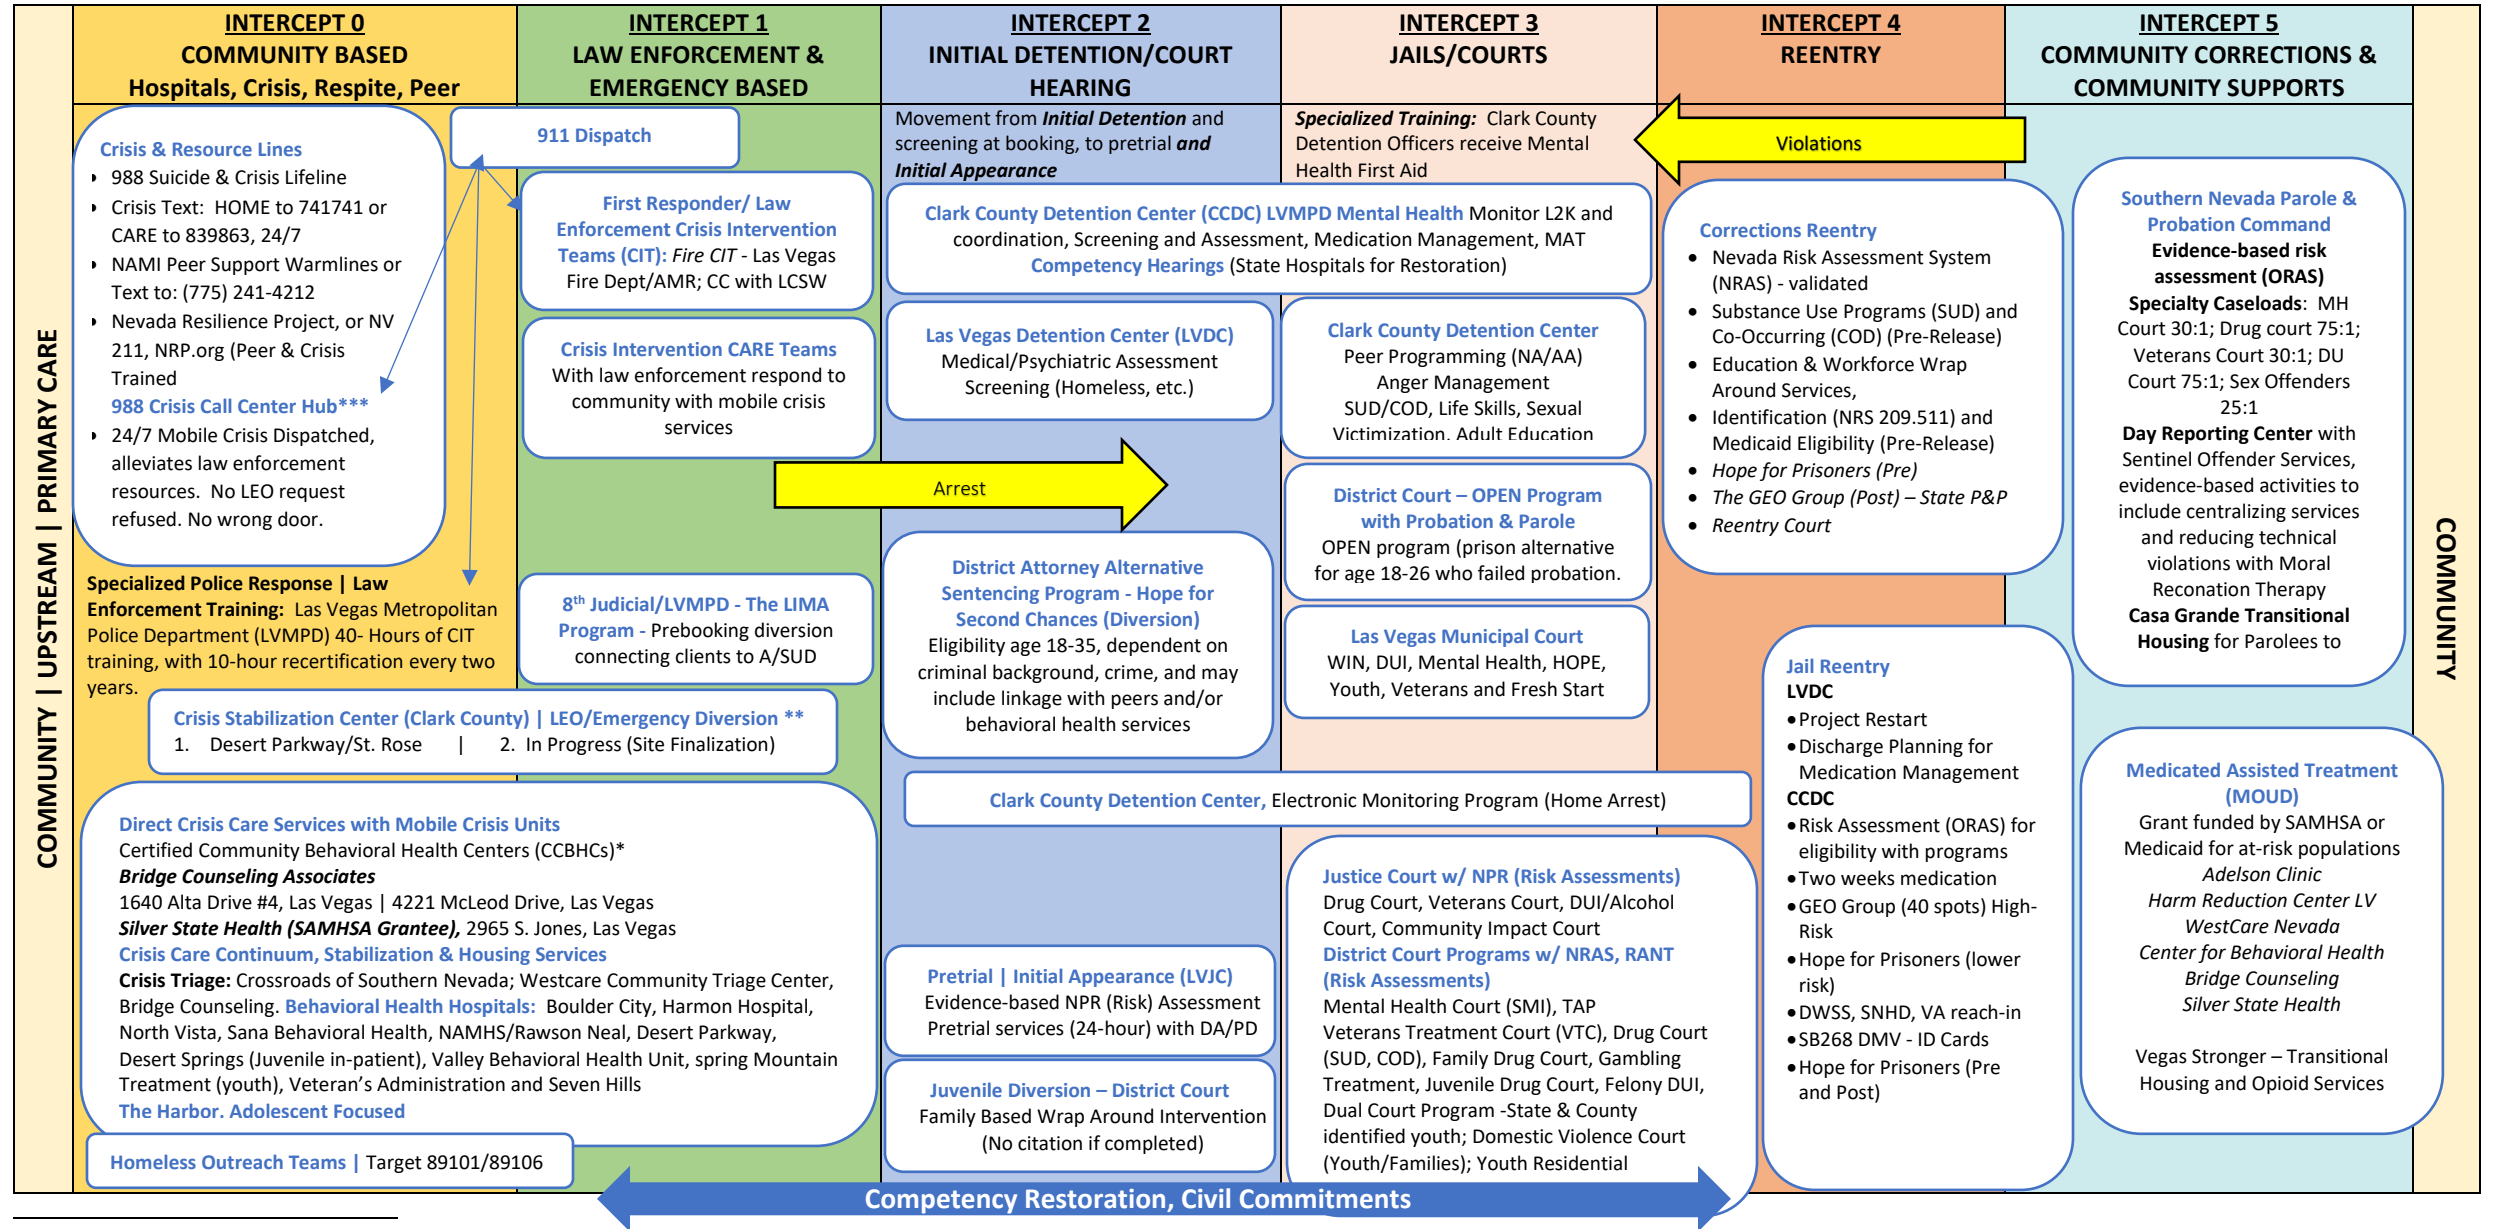 INTERCEPT 0
COMMUNITY BASED
Hospitals, Crisis, Respite, Peer
INTERCEPT 1
LAW ENFORCEMENT &
EMERGENCY BASED
INTERCEPT 2
INITIAL DETENTION/COURT
HEARING
INTERCEPT 3
JAILS/COURTS
INTERCEPT 4
REENTRY
INTERCEPT 5
COMMUNITY CORRECTIONS &
COMMUNITY SUPPORTS
COMMUNITY | UPSTREAM | PRIMARY CARE
Crisis & Resource Lines
• 988 Suicide & Crisis Lifeline
• Crisis Text: HOME to 741741 or
CARE to 839863, 24/7
• NAMI Peer Support Warmlines or
Text to: (775) 241-4212
• Nevada Resilience Project, or NV
211, NRP.org (Peer & Crisis
Trained
988 Crisis Call Center Hub***
• 24/7 Mobile Crisis Dispatched,
alleviates law enforcement
resources. No LEO request
refused. No wrong door.
Specialized Police Response | Law
Enforcement Training: Las Vegas Metropolitan
Police Department (LVMPD) 40- Hours of CIT
training, with 10-hour recertification every two
years.
911 Dispatch
First Responder/ Law
Enforcement Crisis Intervention
Teams (CIT): Fire CIT - Las Vegas
Fire Dept/AMR; CC with LCSW
Crisis Intervention CARE Teams
With law enforcement respond to
community with mobile crisis
services
Arrest
8th Judicial/LVMPD - The LIMA
Program - Prebooking diversion
connecting clients to A/SUD
Crisis Stabilization Center (Clark County) | LEO/Emergency Diversion **
1. Desert Parkway/St. Rose | 2. In Progress (Site Finalization)
Direct Crisis Care Services with Mobile Crisis Units
Certified Community Behavioral Health Centers (CCBHCs)*
Bridge Counseling Associates
1640 Alta Drive #4, Las Vegas | 4221 McLeod Drive, Las Vegas
Silver State Health (SAMHSA Grantee), 2965 S. Jones, Las Vegas
Crisis Care Continuum, Stabilization & Housing Services
Crisis Triage: Crossroads of Southern Nevada; Westcare Community Triage Center,
Bridge Counseling. Behavioral Health Hospitals: Boulder City, Harmon Hospital,
North Vista, Sana Behavioral Health, NAMHS/Rawson Neal, Desert Parkway,
Desert Springs (Juvenile in-patient), Valley Behavioral Health Unit, spring Mountain
Treatment (youth), Veteran's Administration and Seven Hills
The Harbor. Adolescent Focused
Homeless Outreach Teams | Target 89101/89106
Movement from Initial Detention and
screening at booking, to pretrial and
Initial Appearance
Specialized Training: Clark County
Detention Officers receive Mental
Health First Aid
Clark County Detention Center (CCDC) LVMPD Mental Health Monitor L2K and
coordination, Screening and Assessment, Medication Management, MAT
Competency Hearings (State Hospitals for Restoration)
Las Vegas Detention Center (LVDC)
Medical/Psychiatric Assessment
Screening (Homeless, etc.)
District Attorney Alternative
Sentencing Program - Hope for
Second Chances (Diversion)
Eligibility age 18-35, dependent on
criminal background, crime, and may
include linkage with peers and/or
behavioral health services
Clark County Detention Center
Peer Programming (NA/AA)
Anger Management
SUD/COD, Life Skills, Sexual
Victimization, Adult Education
District Court – OPEN Program
with Probation & Parole
OPEN program (prison alternative
for age 18-26 who failed probation.
Las Vegas Municipal Court
WIN, DUI, Mental Health, HOPE,
Youth, Veterans and Fresh Start
Clark County Detention Center, Electronic Monitoring Program (Home Arrest)
Pretrial | Initial Appearance (LVJC)
Evidence-based NPR (Risk) Assessment
Pretrial services (24-hour) with DA/PD
Juvenile Diversion – District Court
Family Based Wrap Around Intervention
(No citation if completed)
Justice Court w/ NPR (Risk Assessments)
Drug Court, Veterans Court, DUI/Alcohol
Court, Community Impact Court
District Court Programs w/ NRAS, RANT
(Risk Assessments)
Mental Health Court (SMI), TAP
Veterans Treatment Court (VTC), Drug Court
(SUD, COD), Family Drug Court, Gambling
Treatment, Juvenile Drug Court, Felony DUI,
Dual Court Program -State & County
identified youth; Domestic Violence Court
(Youth/Families); Youth Residential
Competency Restoration, Civil Commitments
Violations
Corrections Reentry
• Nevada Risk Assessment System
(NRAS) - validated
• Substance Use Programs (SUD) and
Co-Occurring (COD) (Pre-Release)
• Education & Workforce Wrap
Around Services,
• Identification (NRS 209.511) and
Medicaid Eligibility (Pre-Release)
• Hope for Prisoners (Pre)
• The GEO Group (Post) – State P&P
• Reentry Court
Jail Reentry
LVDC
• Project Restart
• Discharge Planning for
Medication Management
CCDC
• Risk Assessment (ORAS) for
eligibility with programs
• Two weeks medication
• GEO Group (40 spots) High-
Risk
• Hope for Prisoners (lower
risk)
• DWSS, SNHD, VA reach-in
• SB268 DMV - ID Cards
• Hope for Prisoners (Pre
and Post)
Southern Nevada Parole &
Probation Command
Evidence-based risk
assessment (ORAS)
Specialty Caseloads: MH
Court 30:1; Drug court 75:1;
Veterans Court 30:1; DU
Court 75:1; Sex Offenders
25:1
Day Reporting Center with
Sentinel Offender Services,
evidence-based activities to
include centralizing services
and reducing technical
violations with Moral
Reconation Therapy
Casa Grande Transitional
Housing for Parolees to
Medicated Assisted Treatment
(MOUD)
Grant funded by SAMHSA or
Medicaid for at-risk populations
Adelson Clinic
Harm Reduction Center LV
WestCare Nevada
Center for Behavioral Health
Bridge Counseling
Silver State Health
Vegas Stronger – Transitional
Housing and Opioid Services
COMMUNITY